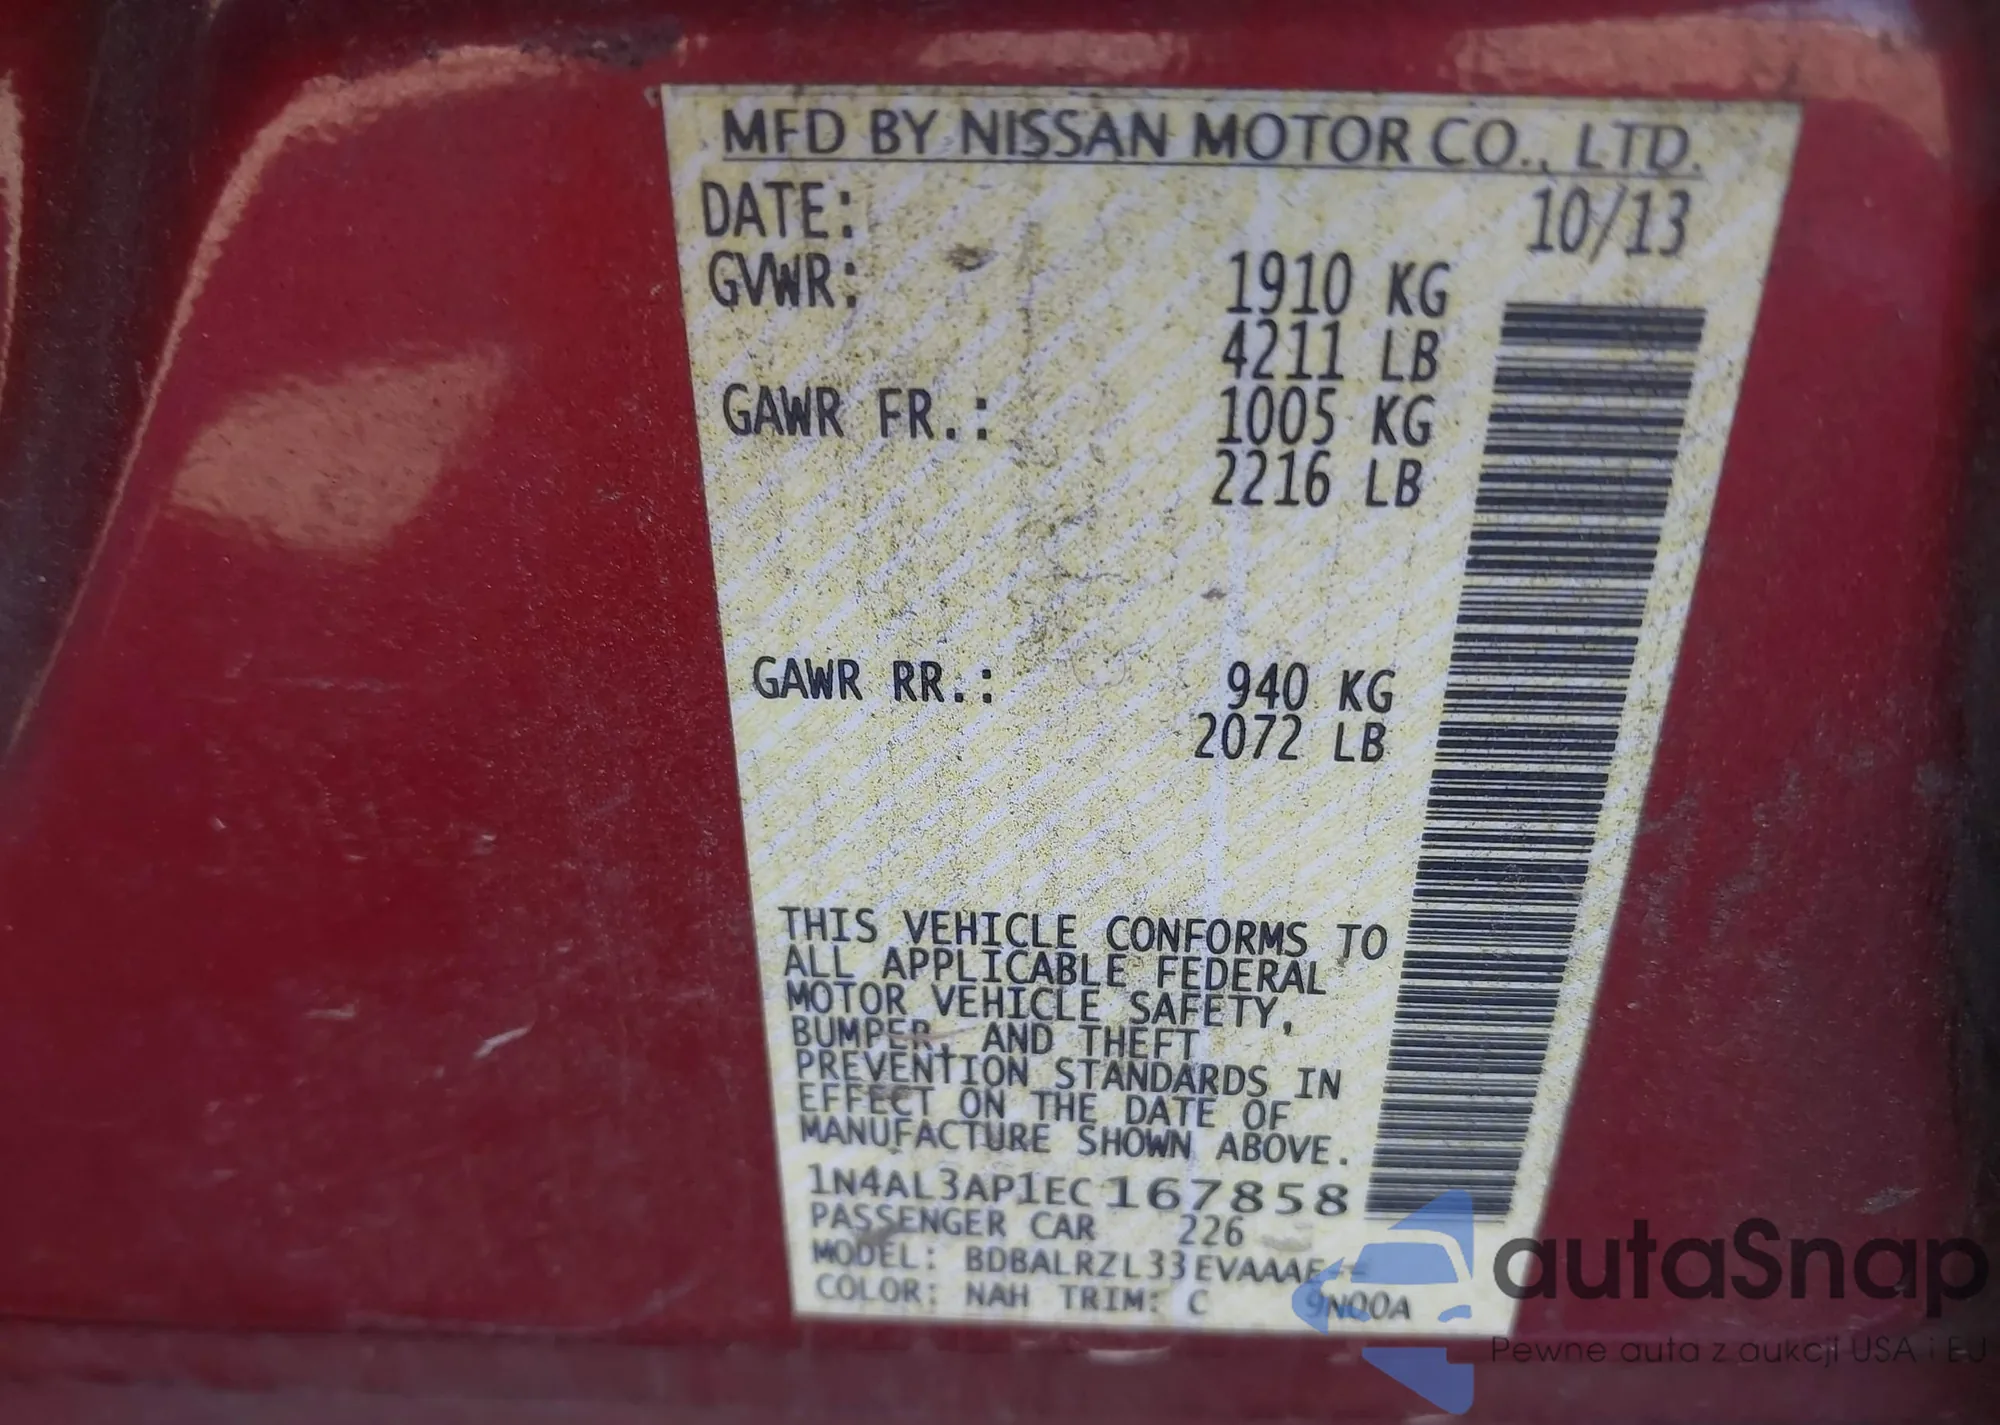 MFD BY NISSAN MOTOR CO., LTD.
DATE: 10/13
GVWR: 1910 KG
4211 LB
GAWR FR.: 1005 KG
2216 LB
GAWR RR.: 940 KG
2072 LB
THIS VEHICLE CONFORMS TO
ALL APPLICABLE FEDERAL
MOTOR VEHICLE SAFETY,
BUMPER, AND THEFT
PREVENTION STANDARDS IN
EFFECT ON THE DATE OF
MANUFACTURE SHOWN ABOVE.
1N4AL3AP1EC167858
PASSENGER CAR 226
MODEL: BDBALRZL33EVAAAE--
COLOR: NAH TRIM: C 9NQ0A
autoSnap
Pewne auta z aukcji USA i EU